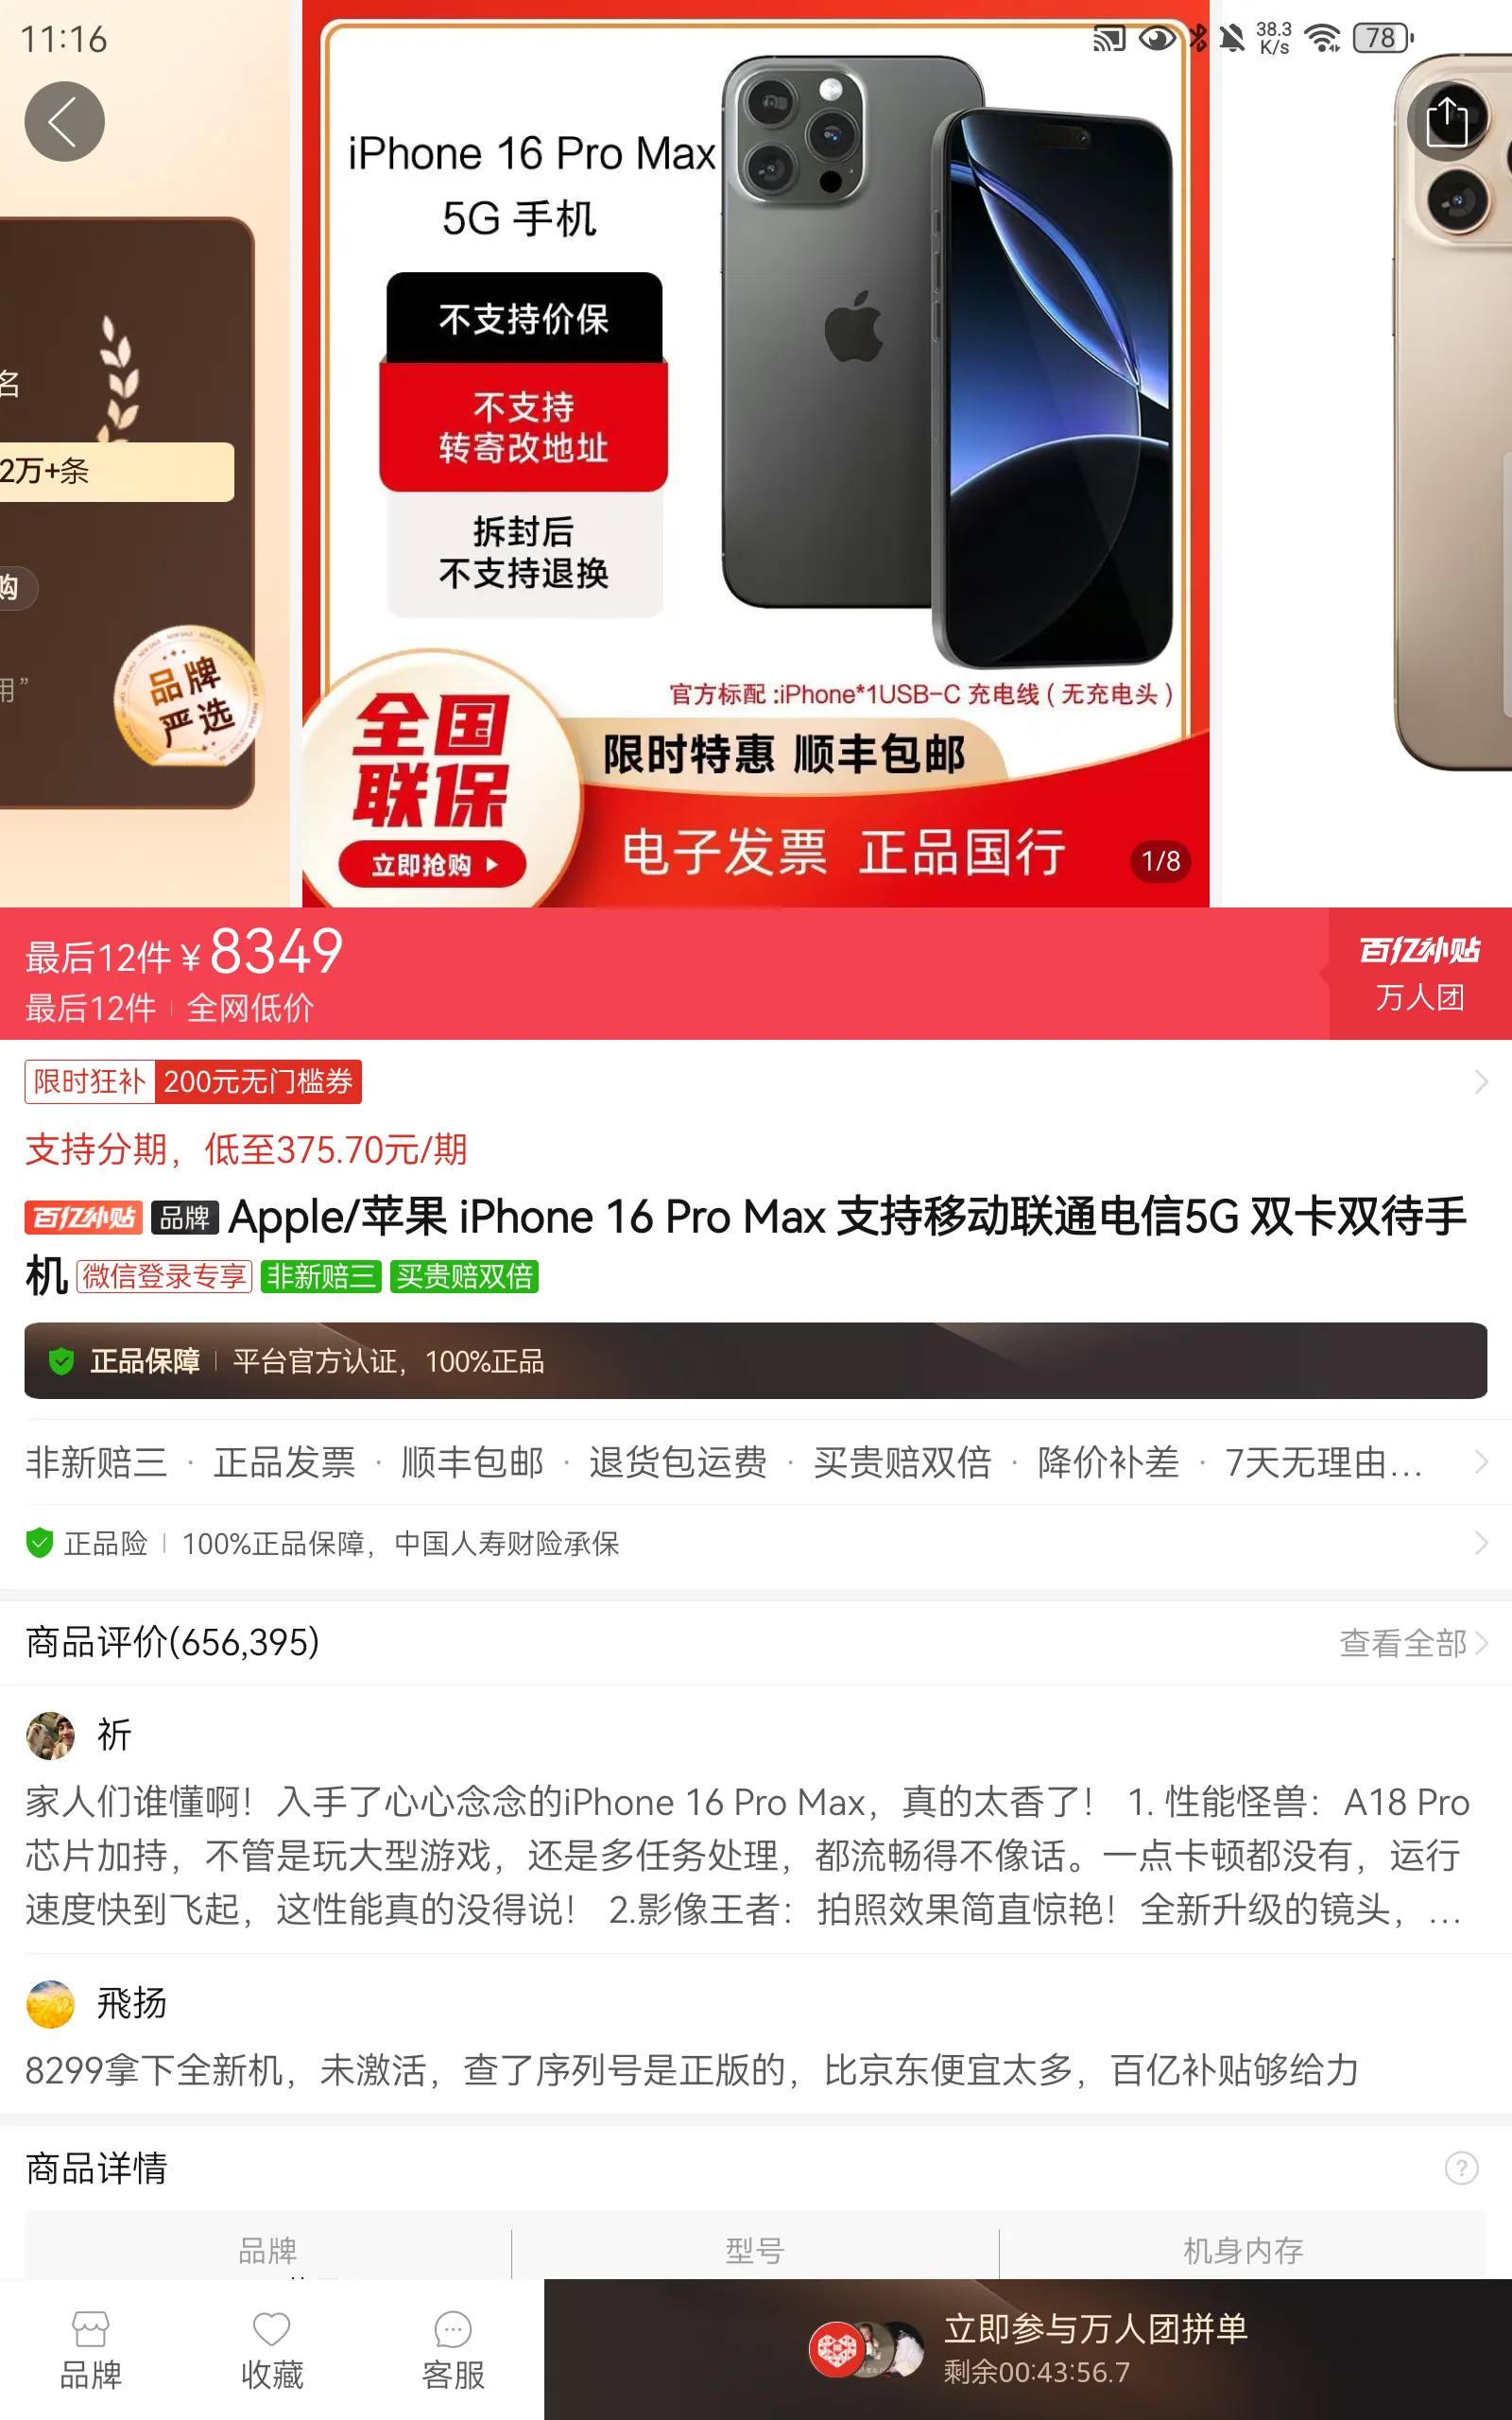 11:16
38.3
K/s
78
名
2万+条
购
用”
品牌
严选
iPhone 16 Pro Max
5G 手机
不支持价保
不支持
转寄改地址
拆封后
不支持退换
官方标配 :iPhone*1USB-C 充电线 ( 无充电头 )
全国
联保
立即抢购
限时特惠 顺丰包邮
电子发票 正品国行
1/8
最后12件 ¥8349
最后12件 全网低价
百亿补贴
万人团
限时狂补 200元无门槛券
支持分期，低至375.70元/期
百亿补贴 品牌 Apple/苹果 iPhone 16 Pro Max 支持移动联通电信5G 双卡双待手
机 微信登录专享 非新赔三 买贵赔双倍
正品保障 平台官方认证，100%正品
非新赔三 · 正品发票 · 顺丰包邮 · 退货包运费 · 买贵赔双倍 · 降价补差 · 7天无理由...
正品险 100%正品保障，中国人寿财险承保
商品评价(656,395)
查看全部
祈
家人们谁懂啊！入手了心心念念的iPhone 16 Pro Max，真的太香了！ 1. 性能怪兽：A18 Pro
芯片加持，不管是玩大型游戏，还是多任务处理，都流畅得不像话。一点卡顿都没有，运行
速度快到飞起，这性能真的没得说！ 2.影像王者：拍照效果简直惊艳！全新升级的镜头，...
飛扬
8299拿下全新机，未激活，查了序列号是正版的，比京东便宜太多，百亿补贴够给力
商品详情
?
品牌 型号 机身内存
品牌
收藏
客服
立即参与万人团拼单
剩余00:43:56.7